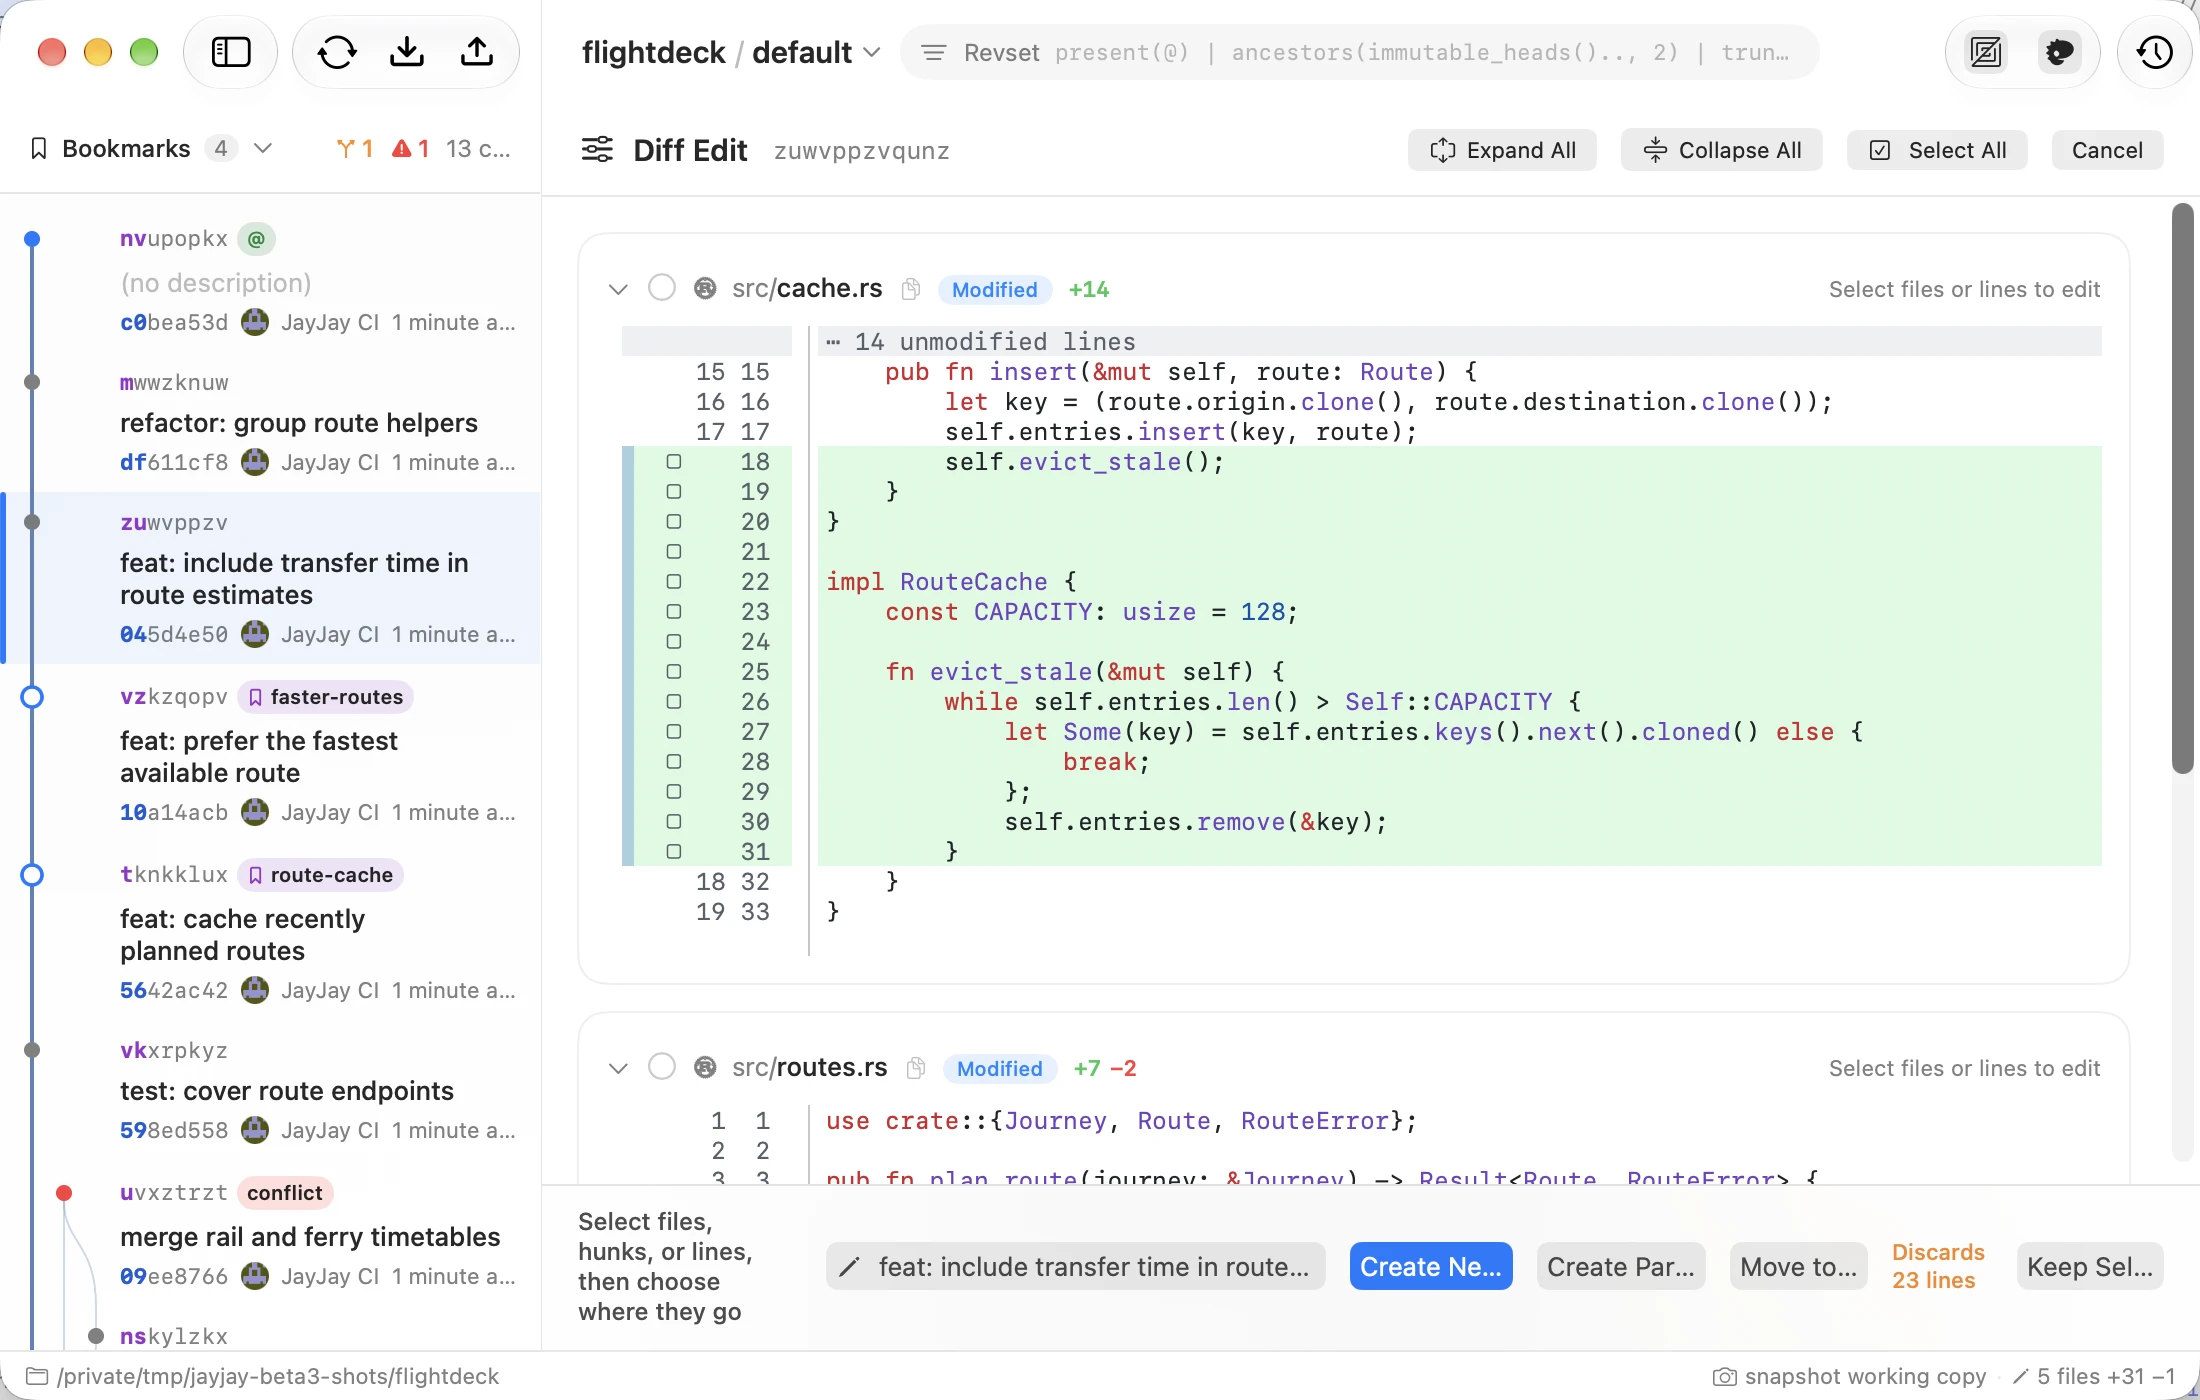 flightdeck / default
Revset present(@) | ancestors(immutable_heads().., 2) | trun…
Bookmarks 4 1 1 13 c...
Diff Edit zuwvppzvqunz
Expand All Collapse All Select All Cancel
nvupopkx @
(no description)
c0bea53d JayJay CI 1 minute a...
mwwzknuw
refactor: group route helpers
df611cf8 JayJay CI 1 minute a...
zuwvppzv
feat: include transfer time in
route estimates
045d4e50 JayJay CI 1 minute a...
vzkzqopv faster-routes
feat: prefer the fastest
available route
10a14acb JayJay CI 1 minute a...
tknkklux route-cache
feat: cache recently
planned routes
5642ac42 JayJay CI 1 minute a...
vkxrpkyz
test: cover route endpoints
598ed558 JayJay CI 1 minute a...
uvxztrzt conflict
merge rail and ferry timetables
09ee8766 JayJay CI 1 minute a...
nskylzkx
src/cache.rs Modified +14 Select files or lines to edit
… 14 unmodified lines
15 15 pub fn insert(&mut self, route: Route) {
16 16 let key = (route.origin.clone(), route.destination.clone());
17 17 self.entries.insert(key, route);
18 self.evict_stale();
19 }
20 }
21
22 impl RouteCache {
23 const CAPACITY: usize = 128;
24
25 fn evict_stale(&mut self) {
26 while self.entries.len() > Self::CAPACITY {
27 let Some(key) = self.entries.keys().next().cloned() else {
28 break;
29 };
30 self.entries.remove(&key);
31 }
18 32 }
19 33 }
src/routes.rs Modified +7 −2 Select files or lines to edit
1 1 use crate::{Journey, Route, RouteError};
2 2
3 3 pub fn plan_route(journey: &Journey) -> Result<Route, RouteError> {
Select files,
hunks, or lines,
then choose
where they go
feat: include transfer time in route... Create Ne... Create Par... Move to...
Discards
23 lines
Keep Sel...
/private/tmp/jayjay-beta3-shots/flightdeck
snapshot working copy 5 files +31 −1